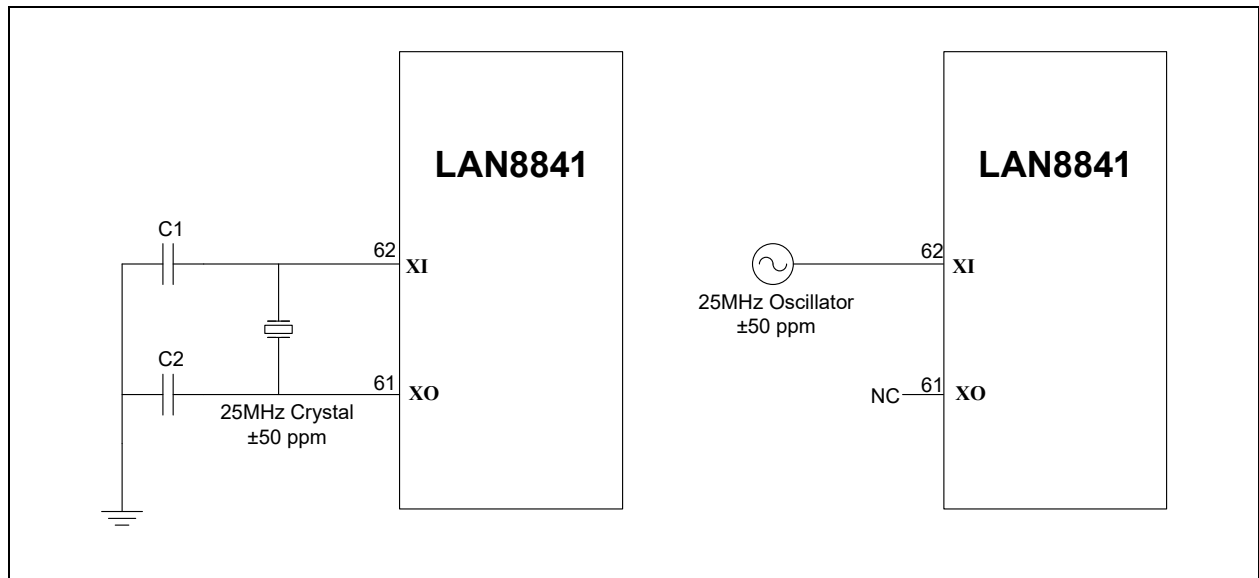 LAN8841
C1
62
XI
C2
61
XO
25MHz Crystal
±50 ppm
LAN8841
62
XI
25MHz Oscillator
±50 ppm
NC
61
XO